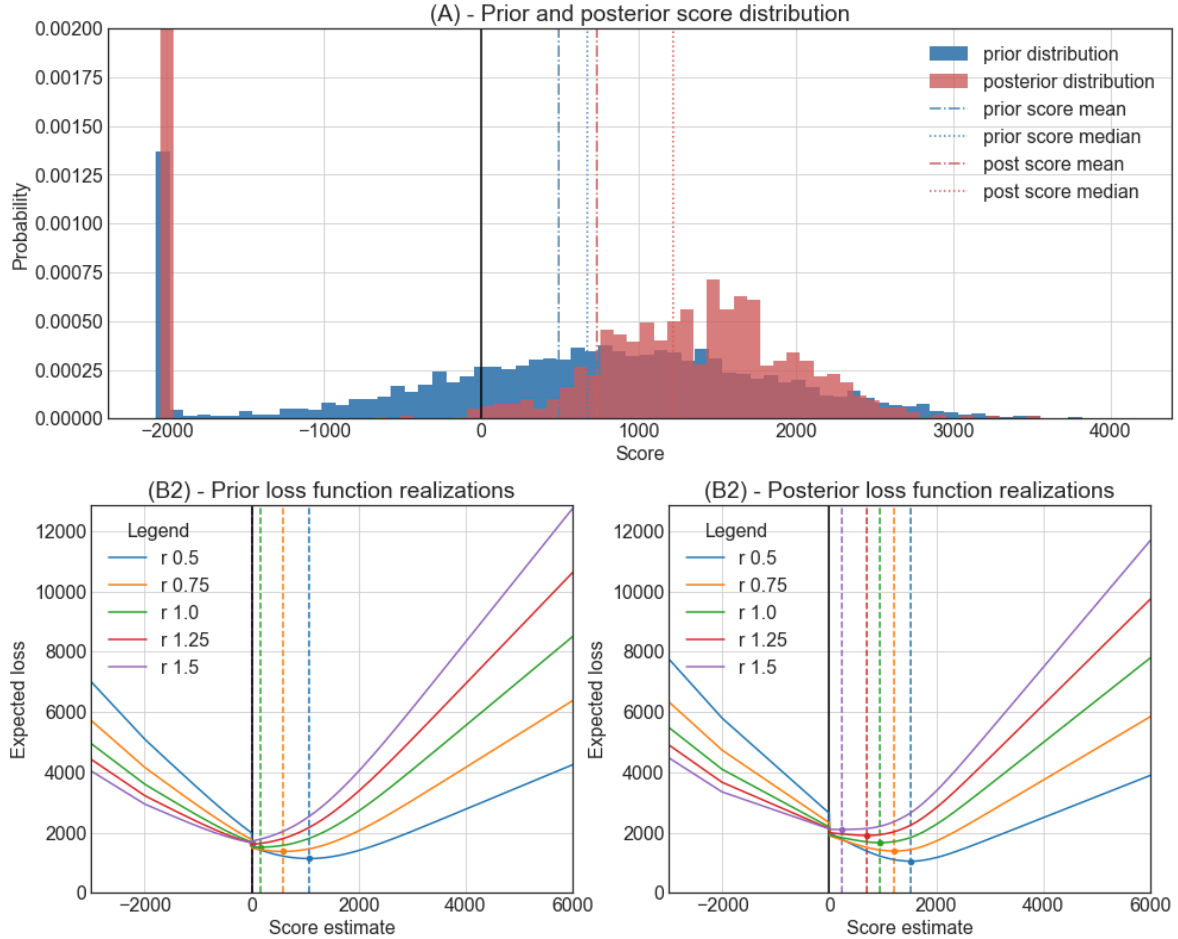 (A) - Prior and posterior score distribution
0.00200
0.00175
0.00150
0.00125
0.00100
0.00075
0.00050
0.00025
0.00000
Probability
prior distribution
posterior distribution
prior score mean
prior score median
post score mean
post score median
−2000 −1000 0 1000 2000 3000 4000
Score
(B2) - Prior loss function realizations
12000
10000
8000
6000
4000
2000
0
Expected loss
Legend
r 0.5
r 0.75
r 1.0
r 1.25
r 1.5
−2000 0 2000 4000 6000
Score estimate
(B2) - Posterior loss function realizations
12000
10000
8000
6000
4000
2000
0
Expected loss
Legend
r 0.5
r 0.75
r 1.0
r 1.25
r 1.5
−2000 0 2000 4000 6000
Score estimate